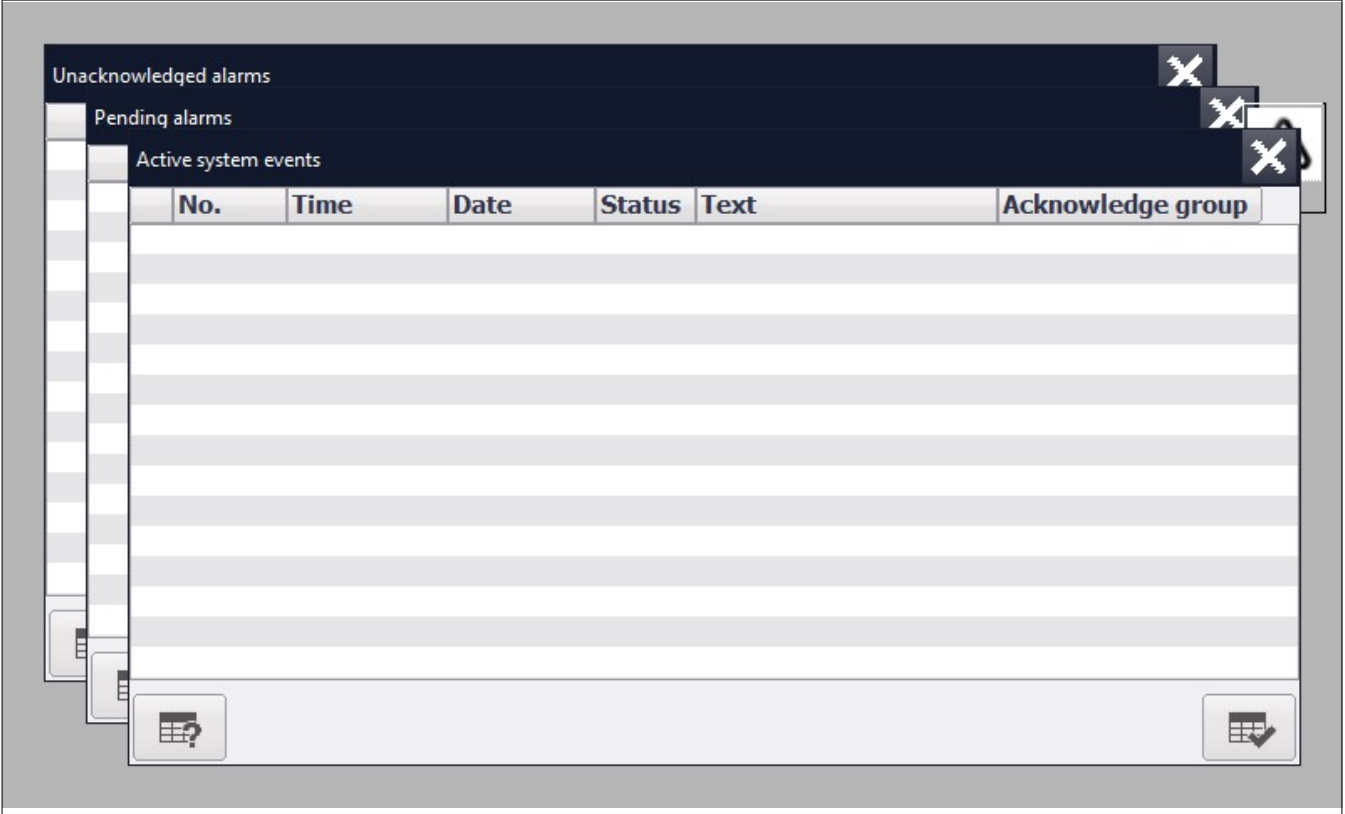 Unacknowledged alarms
Pending alarms
Active system events
No. Time Date Status Text Acknowledge group